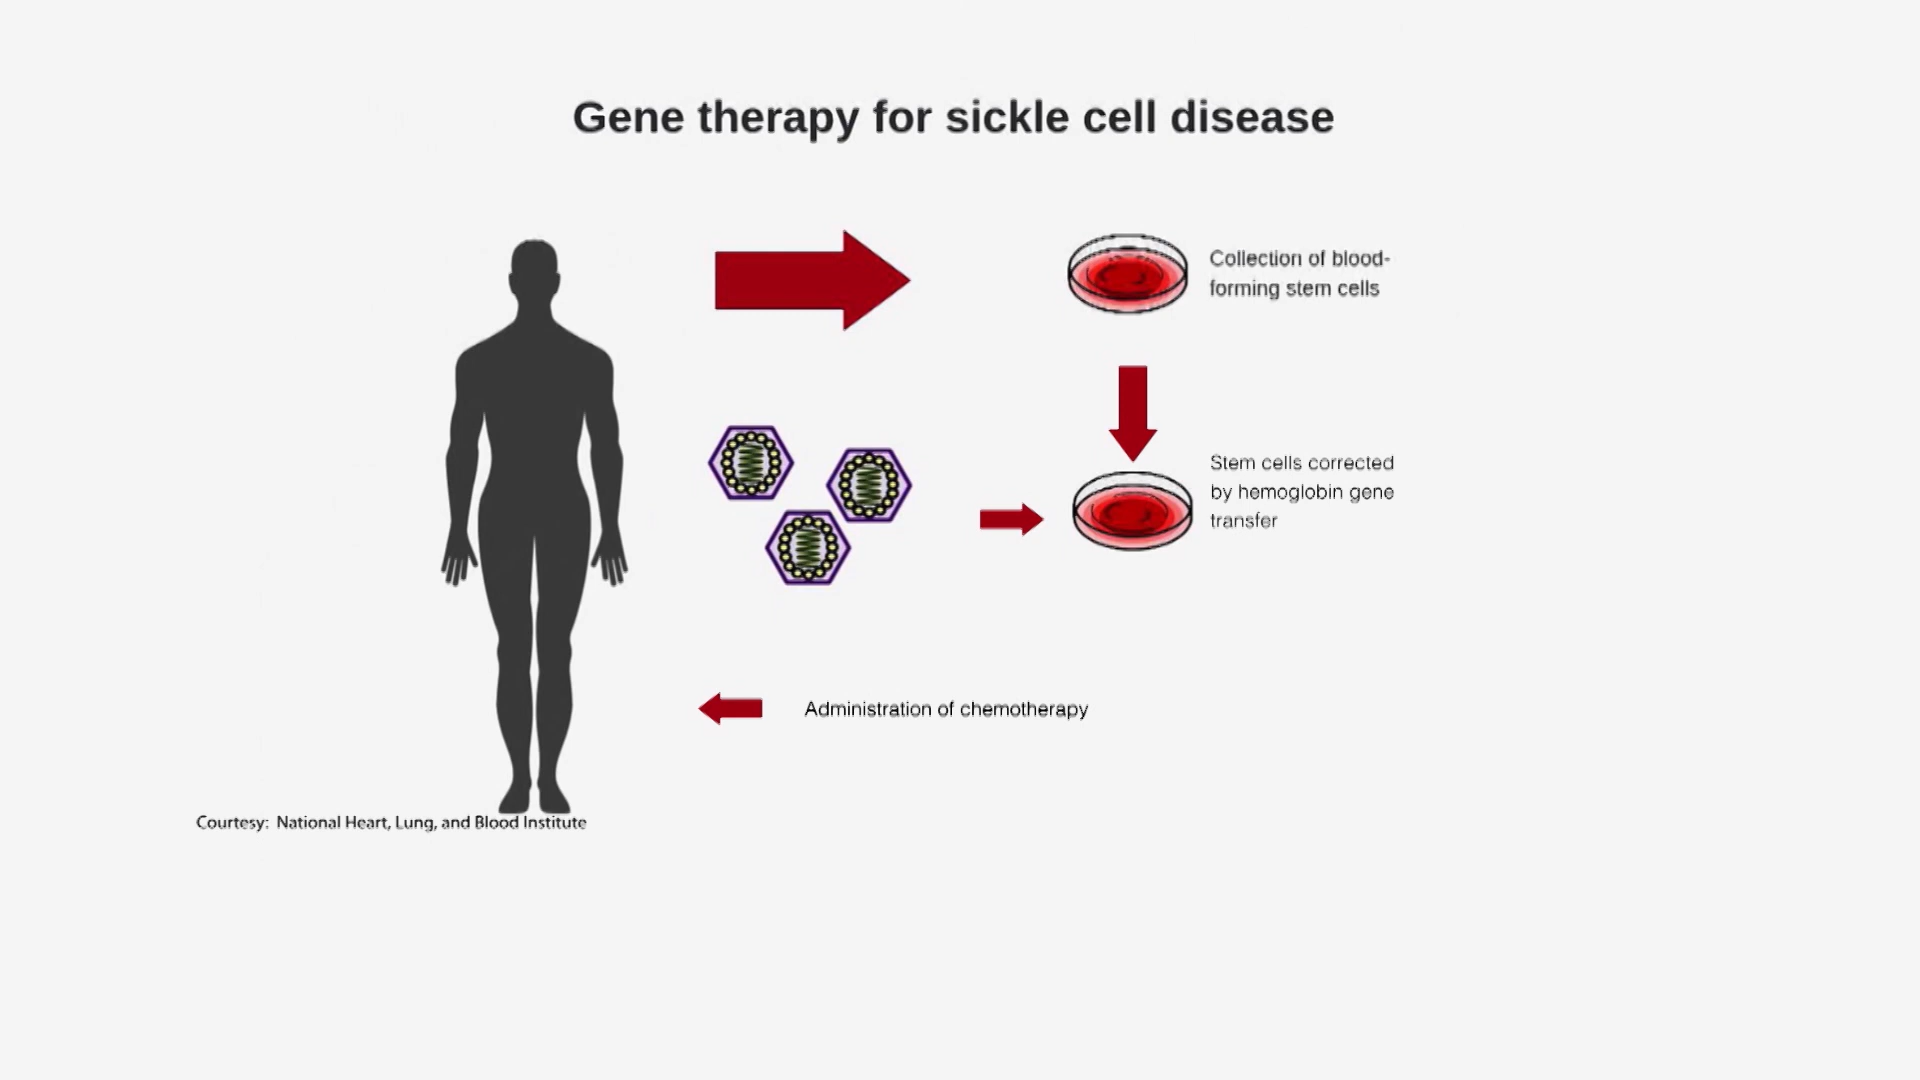 Gene therapy for sickle cell disease
Collection of blood-
forming stem cells
Stem cells corrected
by hemoglobin gene
transfer
Administration of chemotherapy
Courtesy: National Heart, Lung, and Blood Institute